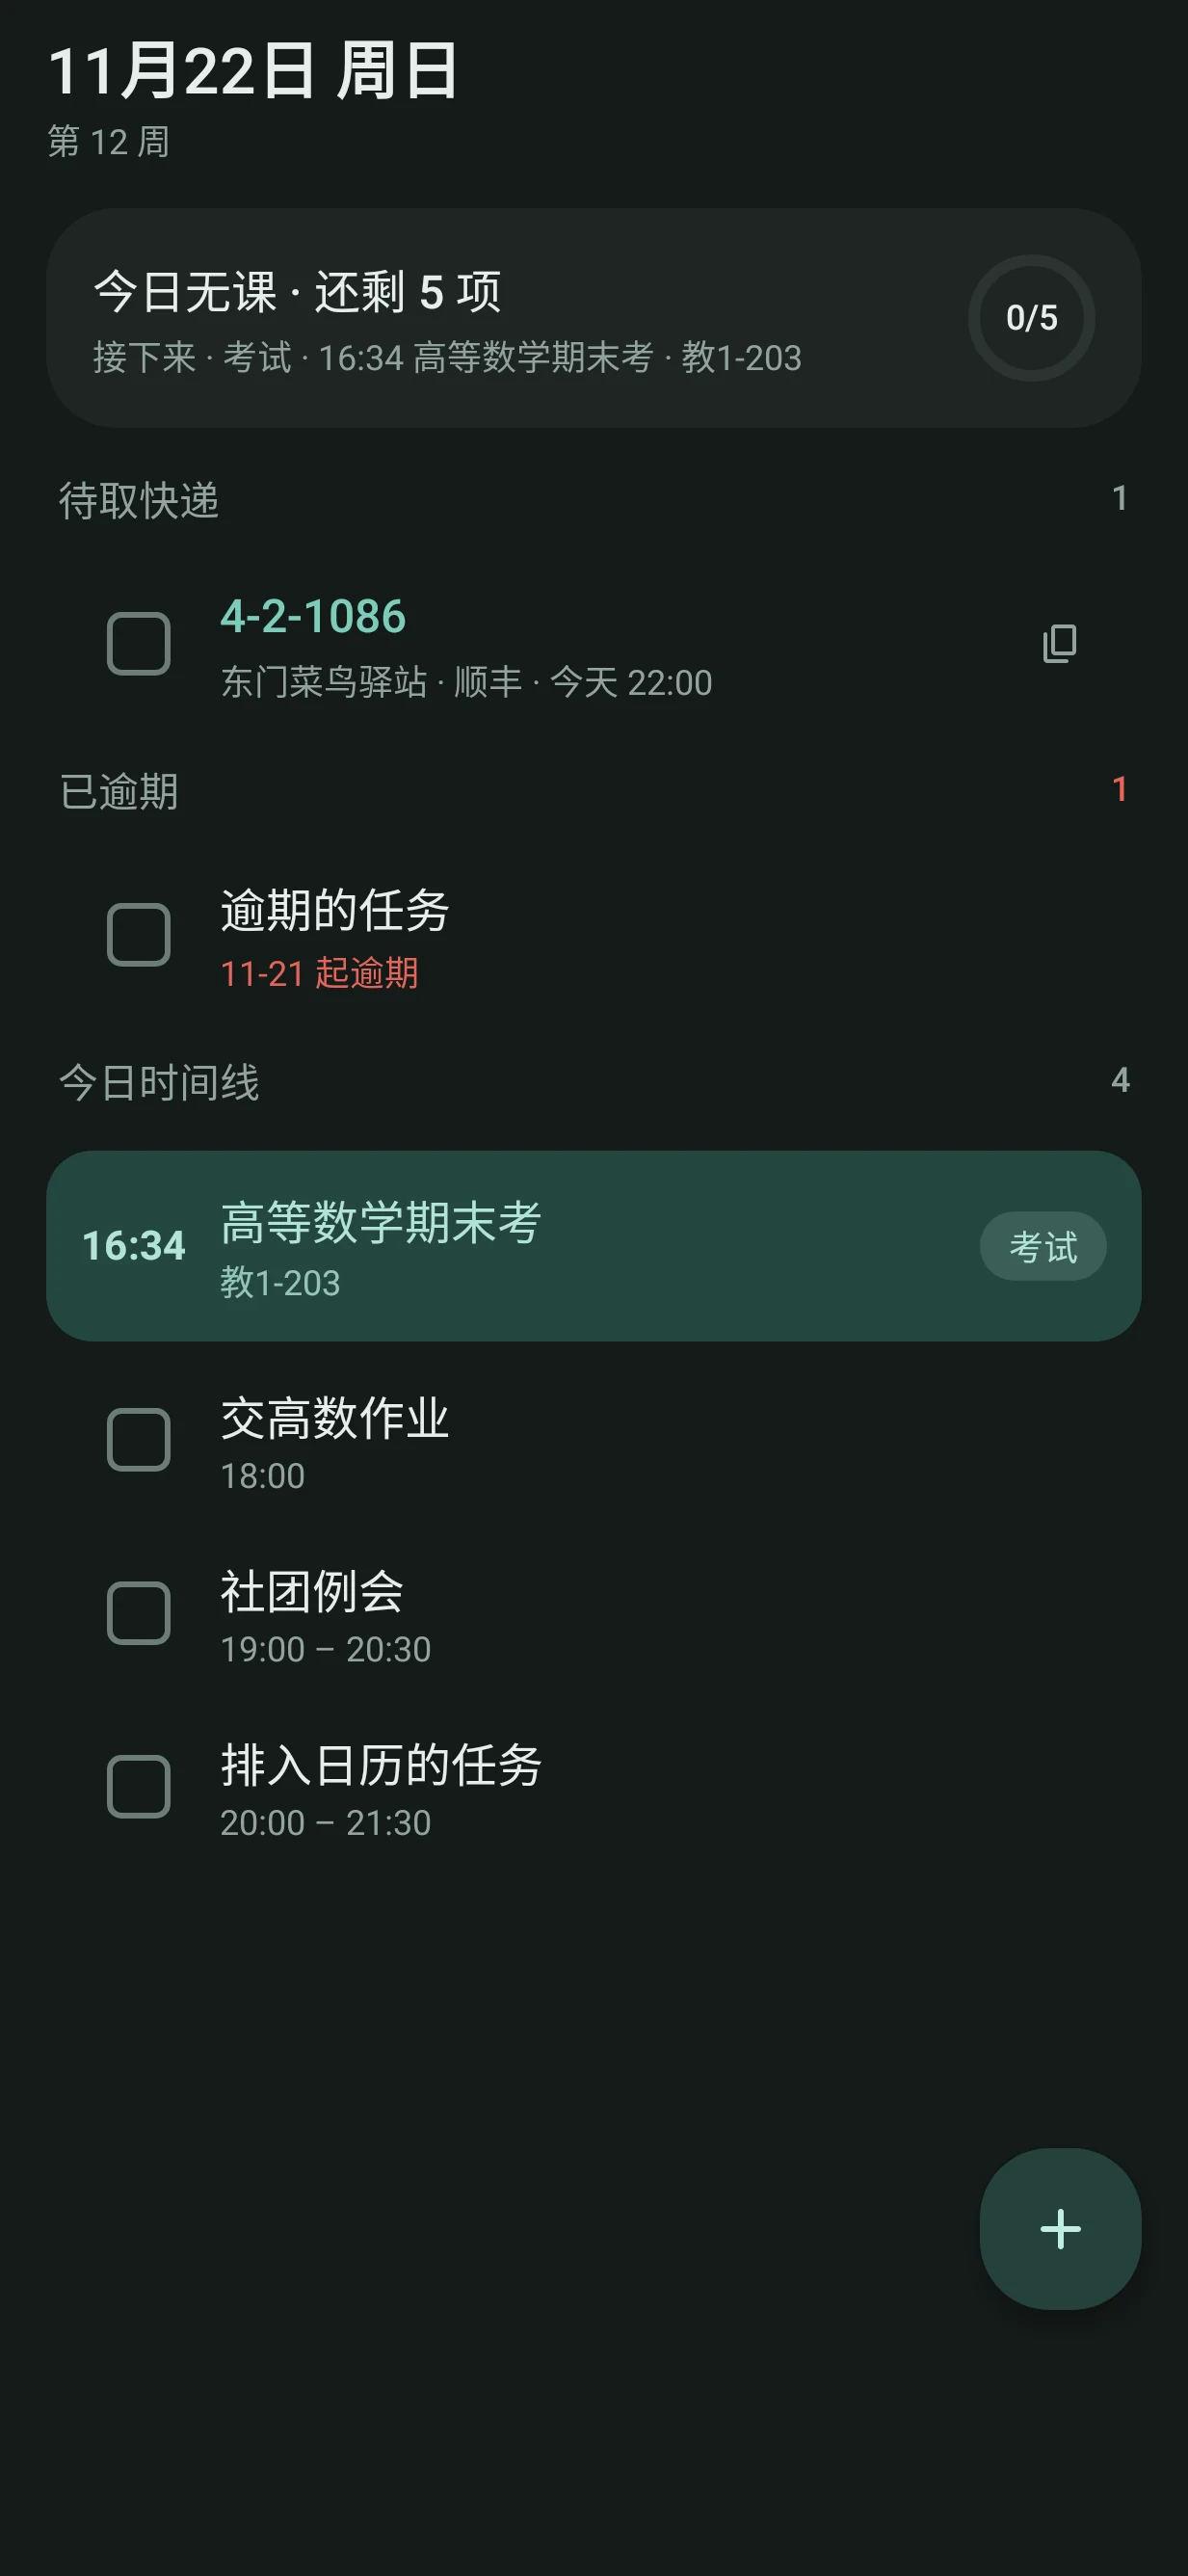 11月22日 周日
第 12 周
今日无课 · 还剩 5 项
接下来 · 考试 · 16:34 高等数学期末考 · 教1-203
0/5
待取快递
1
4-2-1086
东门菜鸟驿站 · 顺丰 · 今天 22:00
已逾期
1
逾期的任务
11-21 起逾期
今日时间线
4
16:34
高等数学期末考
教1-203
考试
交高数作业
18:00
社团例会
19:00 – 20:30
排入日历的任务
20:00 – 21:30